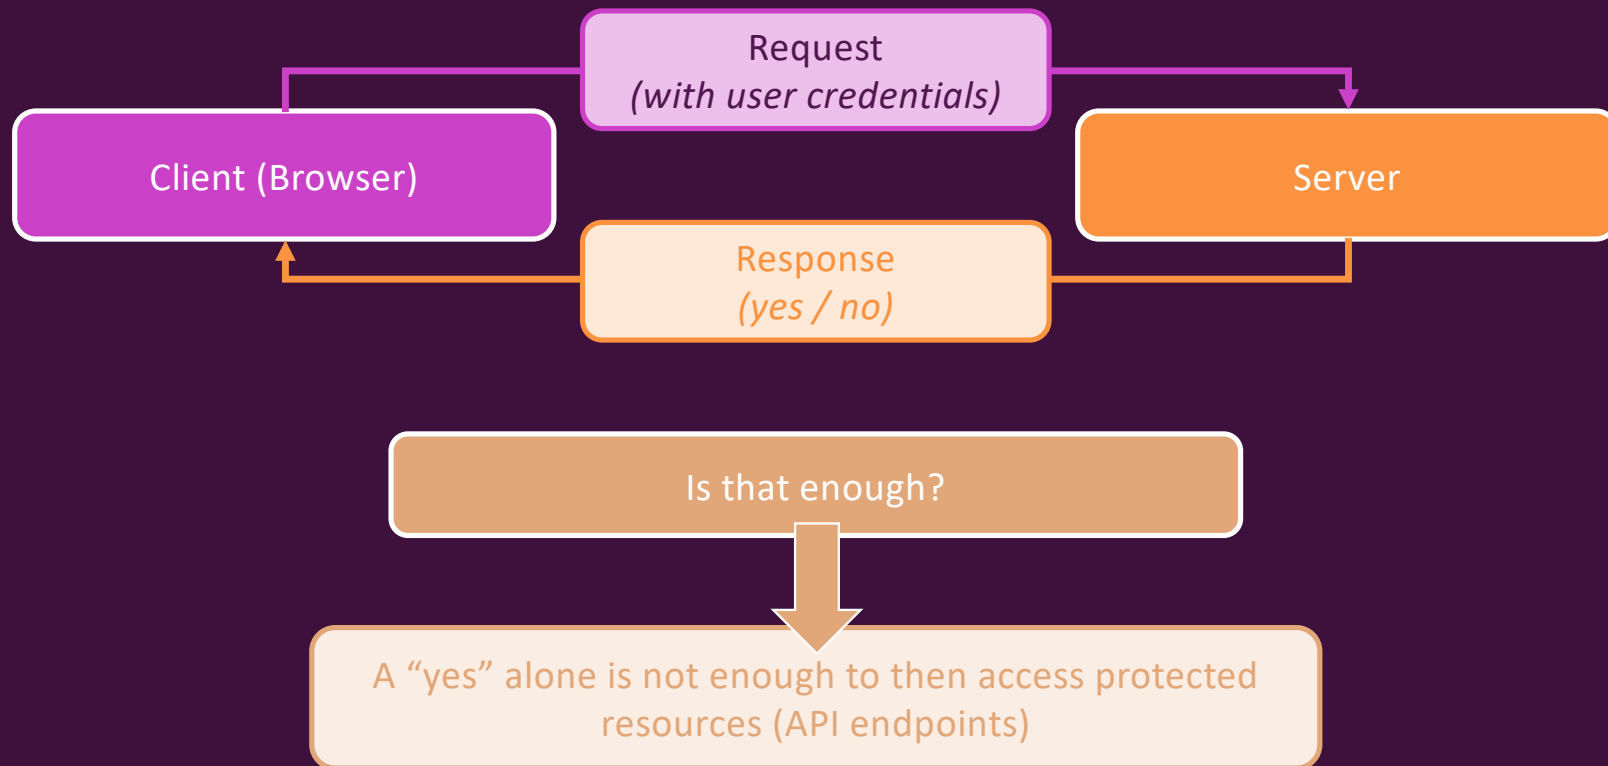 Request
(with user credentials)
Client (Browser)
Server
Response
(yes / no)
Is that enough?
A “yes” alone is not enough to then access protected
resources (API endpoints)